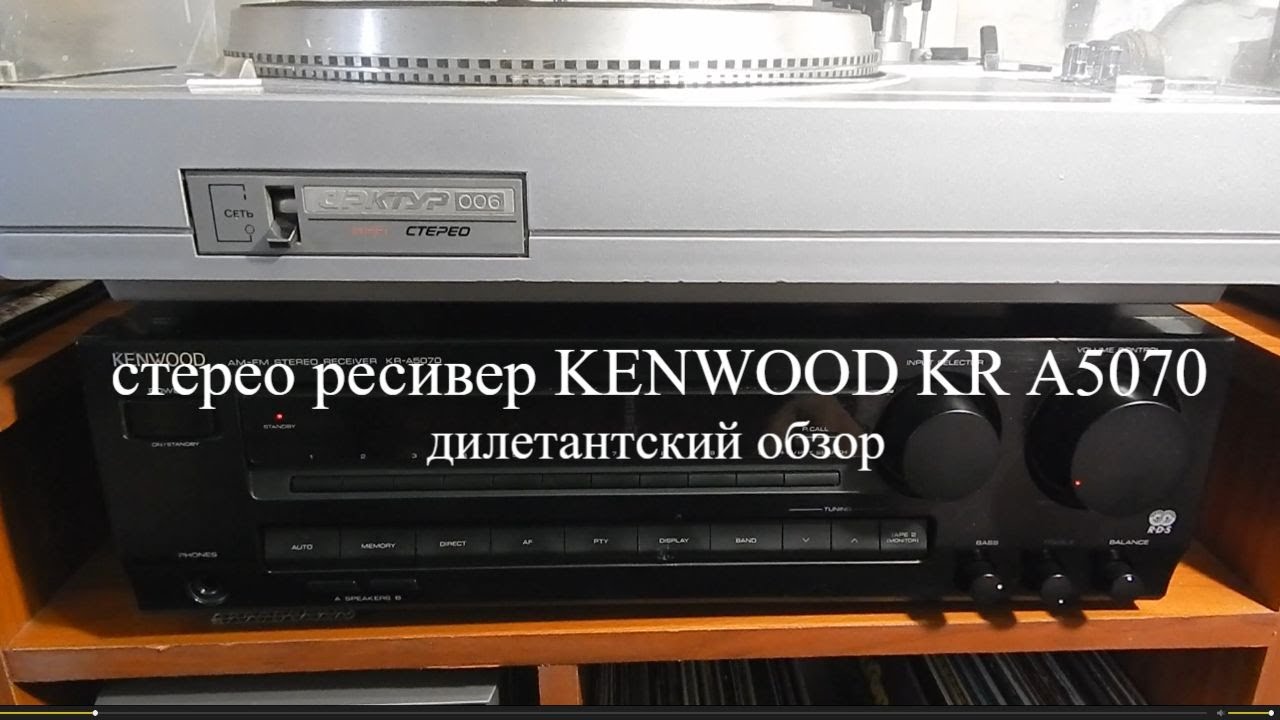 СЕТЬ
АРКТУР 006
СТЕРЕО
KENWOOD AM-FM STEREO RECEIVER KR-A5070
INPUT SELECTOR
VOLUME CONTROL
стерео ресивер KENWOOD KR A5070
дилетантский обзор
STANDBY
P.CALL
ON/STANDBY
1 2 3
TUNING
AUTO MEMORY DIRECT AF PTY DISPLAY BAND TAPE 2 (MONITOR)
R·D·S
PHONES
BASS
BALANCE
A SPEAKERS B